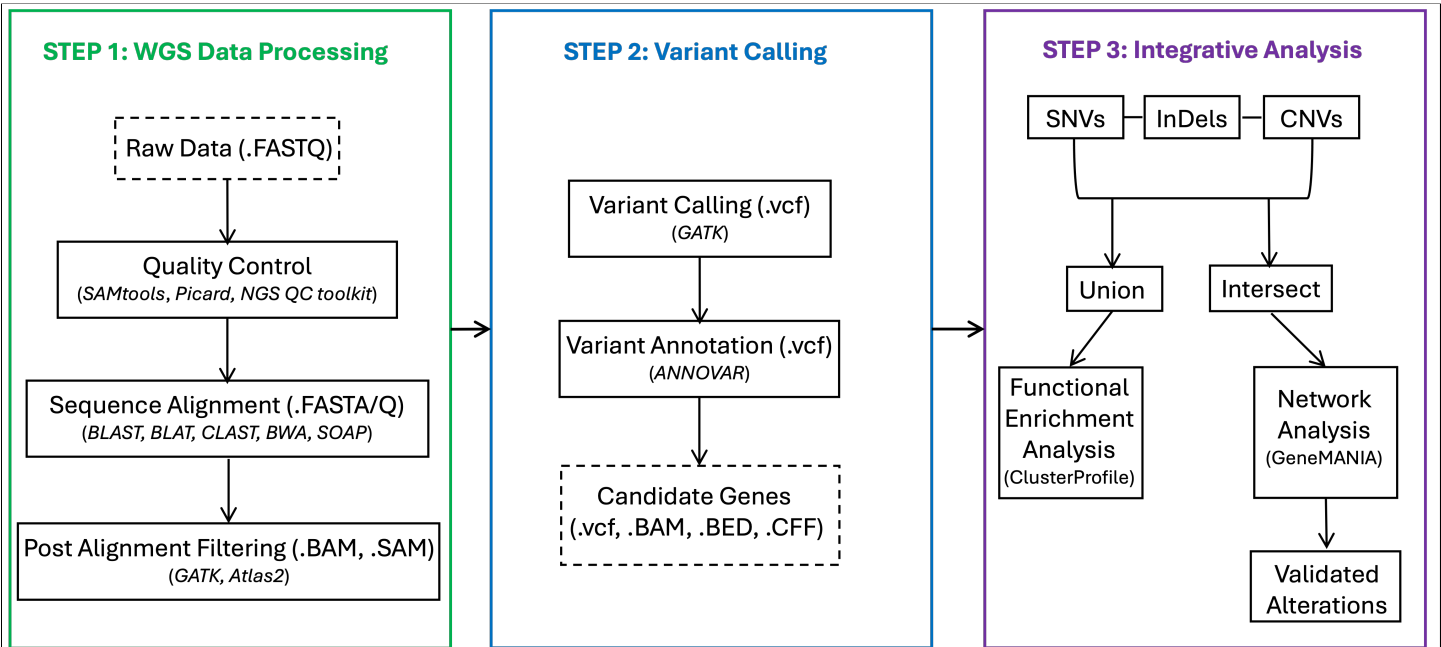 STEP 1: WGS Data Processing
Raw Data (.FASTQ)
Quality Control
(SAMtools, Picard, NGS QC toolkit)
Sequence Alignment (.FASTA/Q)
(BLAST, BLAT, CLAST, BWA, SOAP)
Post Alignment Filtering (.BAM, .SAM)
(GATK, Atlas2)
STEP 2: Variant Calling
Variant Calling (.vcf)
(GATK)
Variant Annotation (.vcf)
(ANNOVAR)
Candidate Genes
(.vcf, .BAM, .BED, .CFF)
STEP 3: Integrative Analysis
SNVs
InDels
CNVs
Union
Intersect
Functional
Enrichment
Analysis
(ClusterProfile)
Network
Analysis
(GeneMANIA)
Validated
Alterations